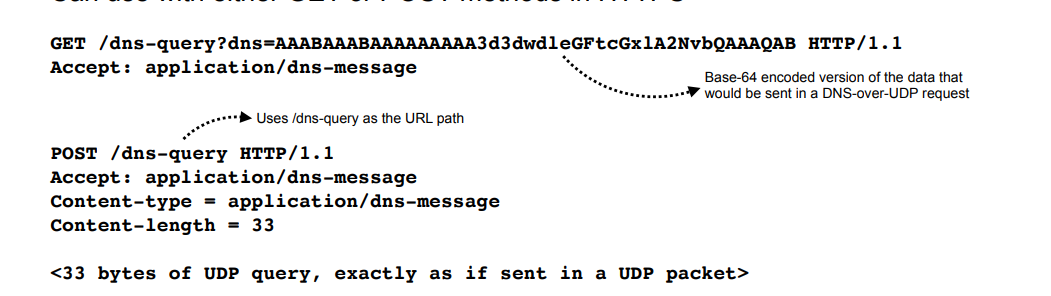 GET /dns-query?dns=AAABAAABAAAAAAAAA3d3dwdleGFtcGxlA2NvbQAAAQAB HTTP/1.1
Accept: application/dns-message
Base-64 encoded version of the data that
would be sent in a DNS-over-UDP request
Uses /dns-query as the URL path
POST /dns-query HTTP/1.1
Accept: application/dns-message
Content-type = application/dns-message
Content-length = 33
<33 bytes of UDP query, exactly as if sent in a UDP packet>